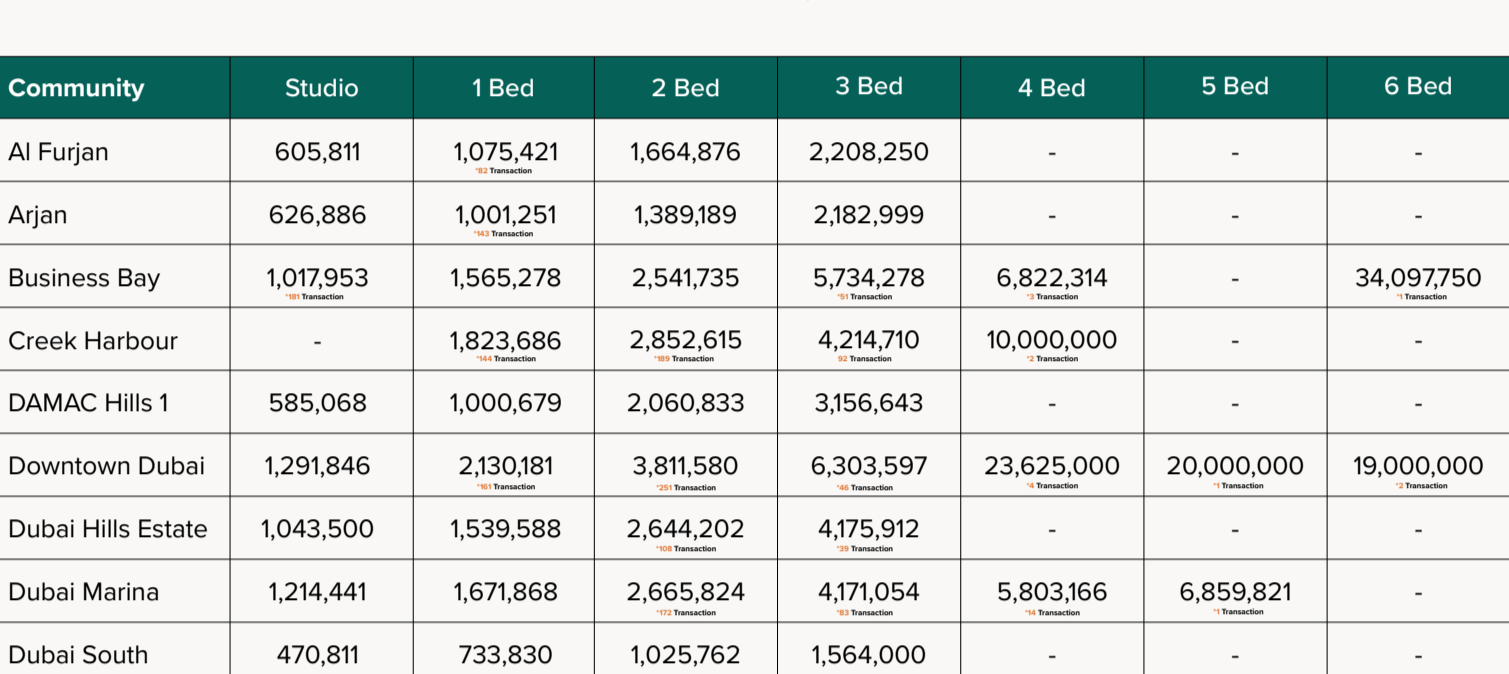 Community Studio 1 Bed 2 Bed 3 Bed 4 Bed 5 Bed 6 Bed
Al Furjan 605,811 1,075,421 1,664,876 2,208,250 - - -
*82 Transaction
Arjan 626,886 1,001,251 1,389,189 2,182,999 - - -
*143 Transaction
Business Bay 1,017,953 1,565,278 2,541,735 5,734,278 6,822,314 - 34,097,750
*181 Transaction *51 Transaction *3 Transaction *1 Transaction
Creek Harbour - 1,823,686 2,852,615 4,214,710 10,000,000 - -
*144 Transaction *189 Transaction 92 Transaction *2 Transaction
DAMAC Hills 1 585,068 1,000,679 2,060,833 3,156,643 - - -
Downtown Dubai 1,291,846 2,130,181 3,811,580 6,303,597 23,625,000 20,000,000 19,000,000
*161 Transaction *251 Transaction *46 Transaction *4 Transaction *1 Transaction *2 Transaction
Dubai Hills Estate 1,043,500 1,539,588 2,644,202 4,175,912 - - -
*108 Transaction *39 Transaction
Dubai Marina 1,214,441 1,671,868 2,665,824 4,171,054 5,803,166 6,859,821 -
*172 Transaction *83 Transaction *14 Transaction *1 Transaction
Dubai South 470,811 733,830 1,025,762 1,564,000 - - -